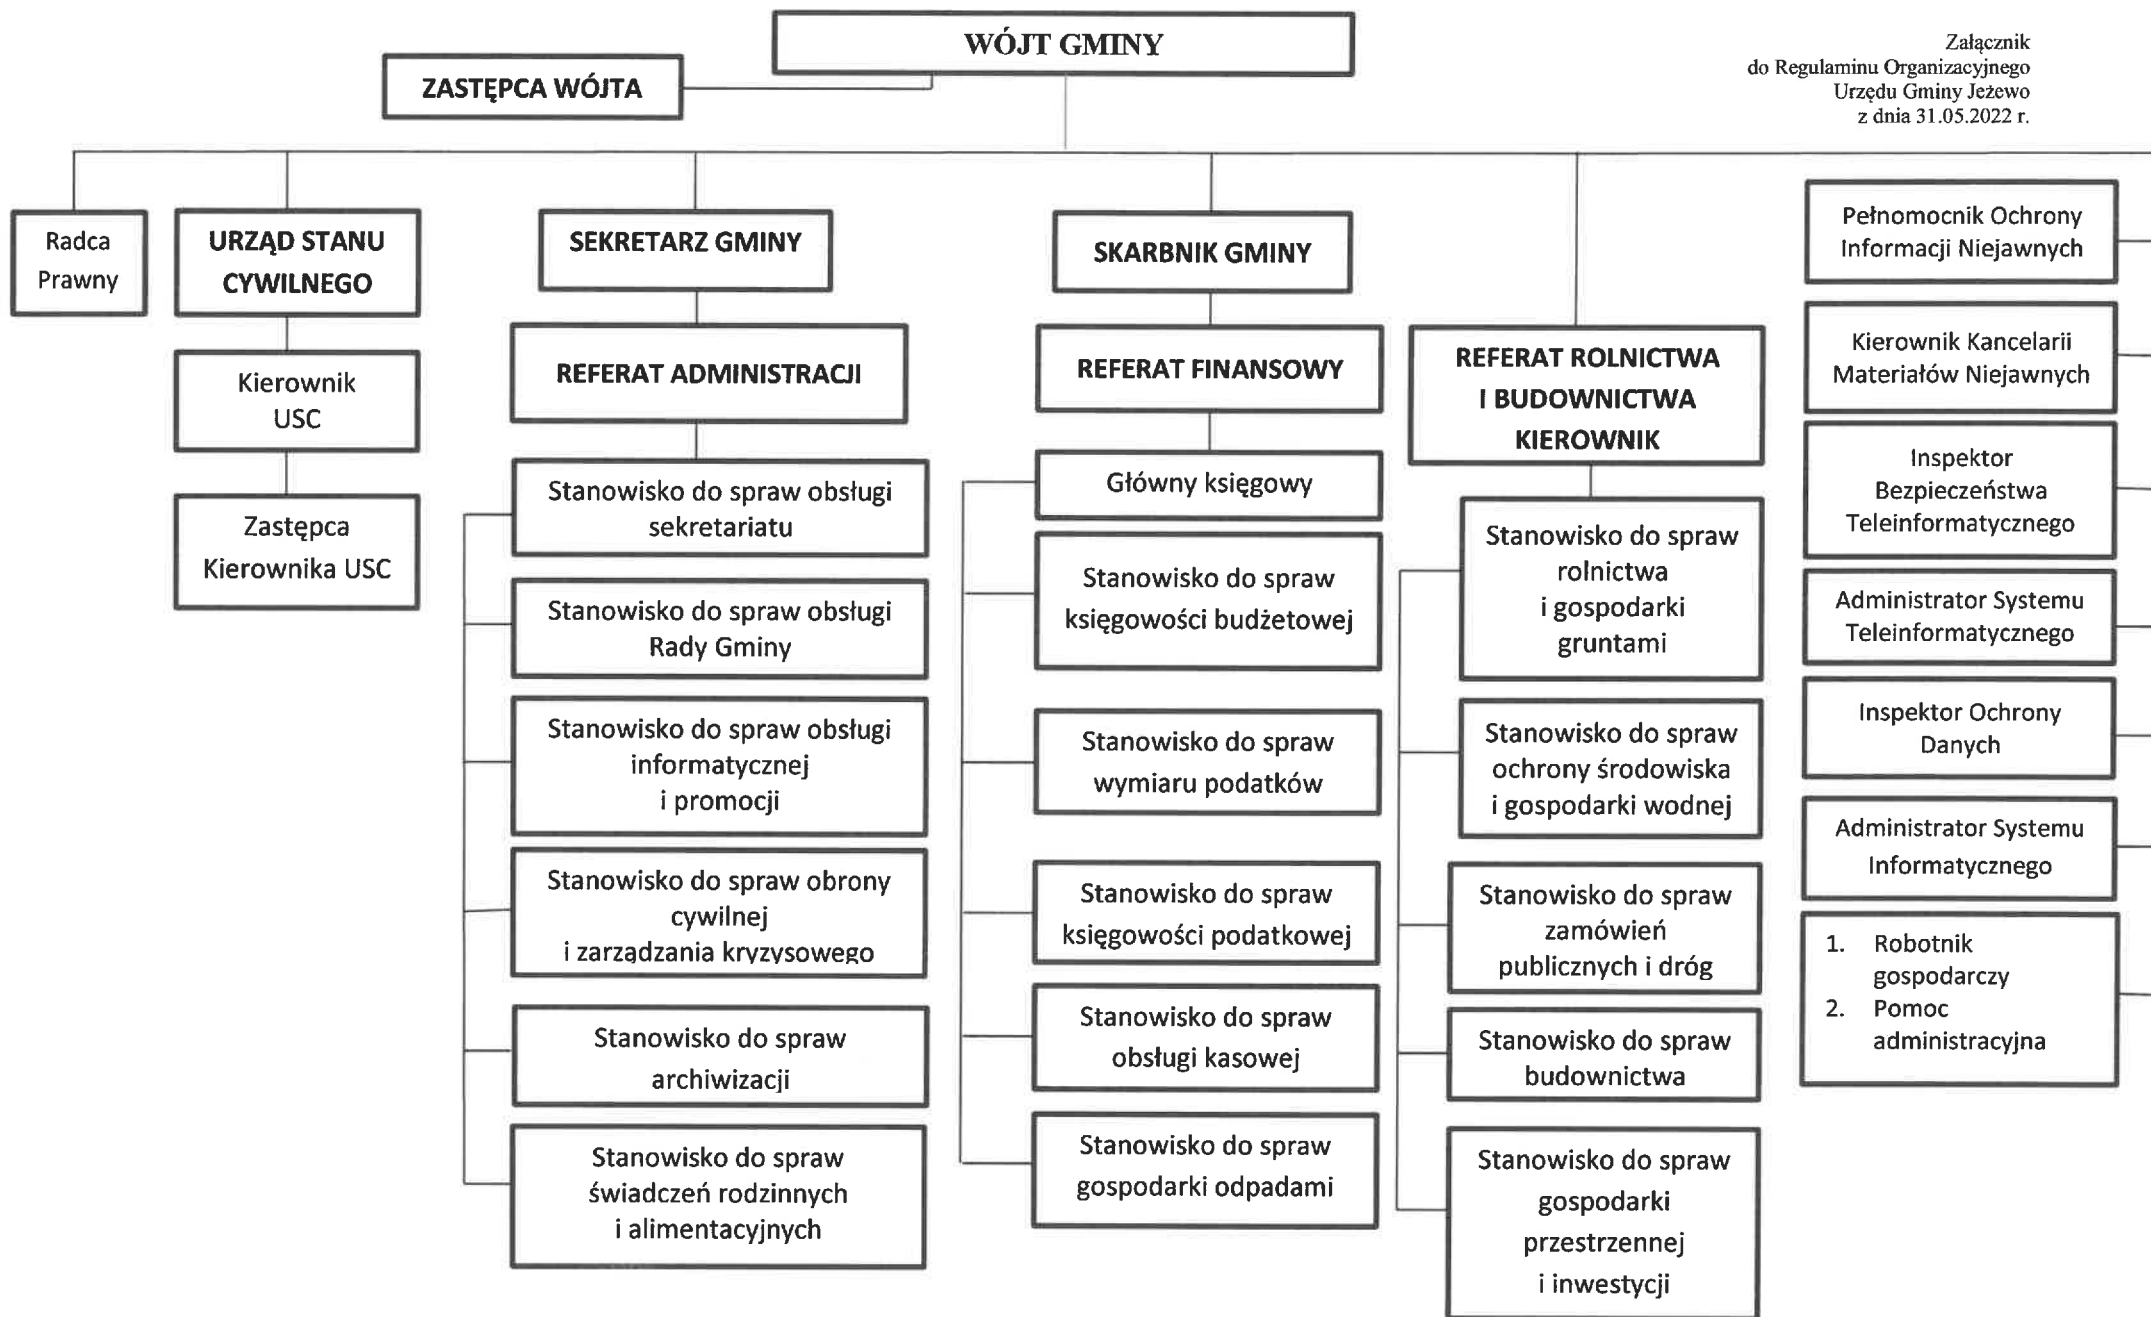 WÓJT GMINY
ZASTĘPCA WÓJTA
Załącznik
do Regulaminu Organizacyjnego
Urzędu Gminy Jeżewo
z dnia 31.05.2022 r.
Radca
Prawny
URZĄD STANU
CYWILNEGO
Kierownik
USC
Zastępca
Kierownika USC
SEKRETARZ GMINY
REFERAT ADMINISTRACJI
Stanowisko do spraw obsługi
sekretariatu
Stanowisko do spraw obsługi
Rady Gminy
Stanowisko do spraw obsługi
informatycznej
i promocji
Stanowisko do spraw obrony
cywilnej
i zarządzania kryzysowego
Stanowisko do spraw
archiwizacji
Stanowisko do spraw
świadczeń rodzinnych
i alimentacyjnych
SKARBNIK GMINY
REFERAT FINANSOWY
Główny księgowy
Stanowisko do spraw
księgowości budżetowej
Stanowisko do spraw
wymiaru podatków
Stanowisko do spraw
księgowości podatkowej
Stanowisko do spraw
obsługi kasowej
Stanowisko do spraw
gospodarki odpadami
REFERAT ROLNICTWA
I BUDOWNICTWA
KIEROWNIK
Stanowisko do spraw
rolnictwa
i gospodarki
gruntami
Stanowisko do spraw
ochrony środowiska
i gospodarki wodnej
Stanowisko do spraw
zamówień
publicznych i dróg
Stanowisko do spraw
budownictwa
Stanowisko do spraw
gospodarki
przestrzennej
i inwestycji
Pełnomocnik Ochrony
Informacji Niejawnych
Kierownik Kancelarii
Materiałów Niejawnych
Inspektor
Bezpieczeństwa
Teleinformatycznego
Administrator Systemu
Teleinformatycznego
Inspektor Ochrony
Danych
Administrator Systemu
Informatycznego
1. Robotnik
gospodarczy
2. Pomoc
administracyjna